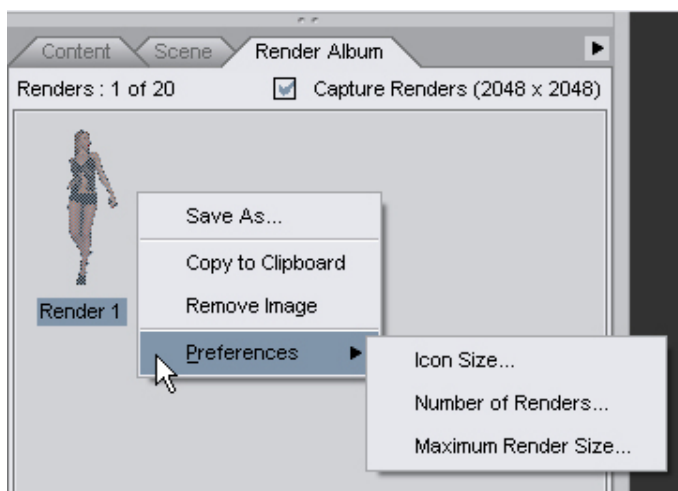 Content Scene Render Album
Renders : 1 of 20 Capture Renders (2048 x 2048)
Save As...
Copy to Clipboard
Render 1 Remove Image
Preferences
Icon Size...
Number of Renders...
Maximum Render Size...